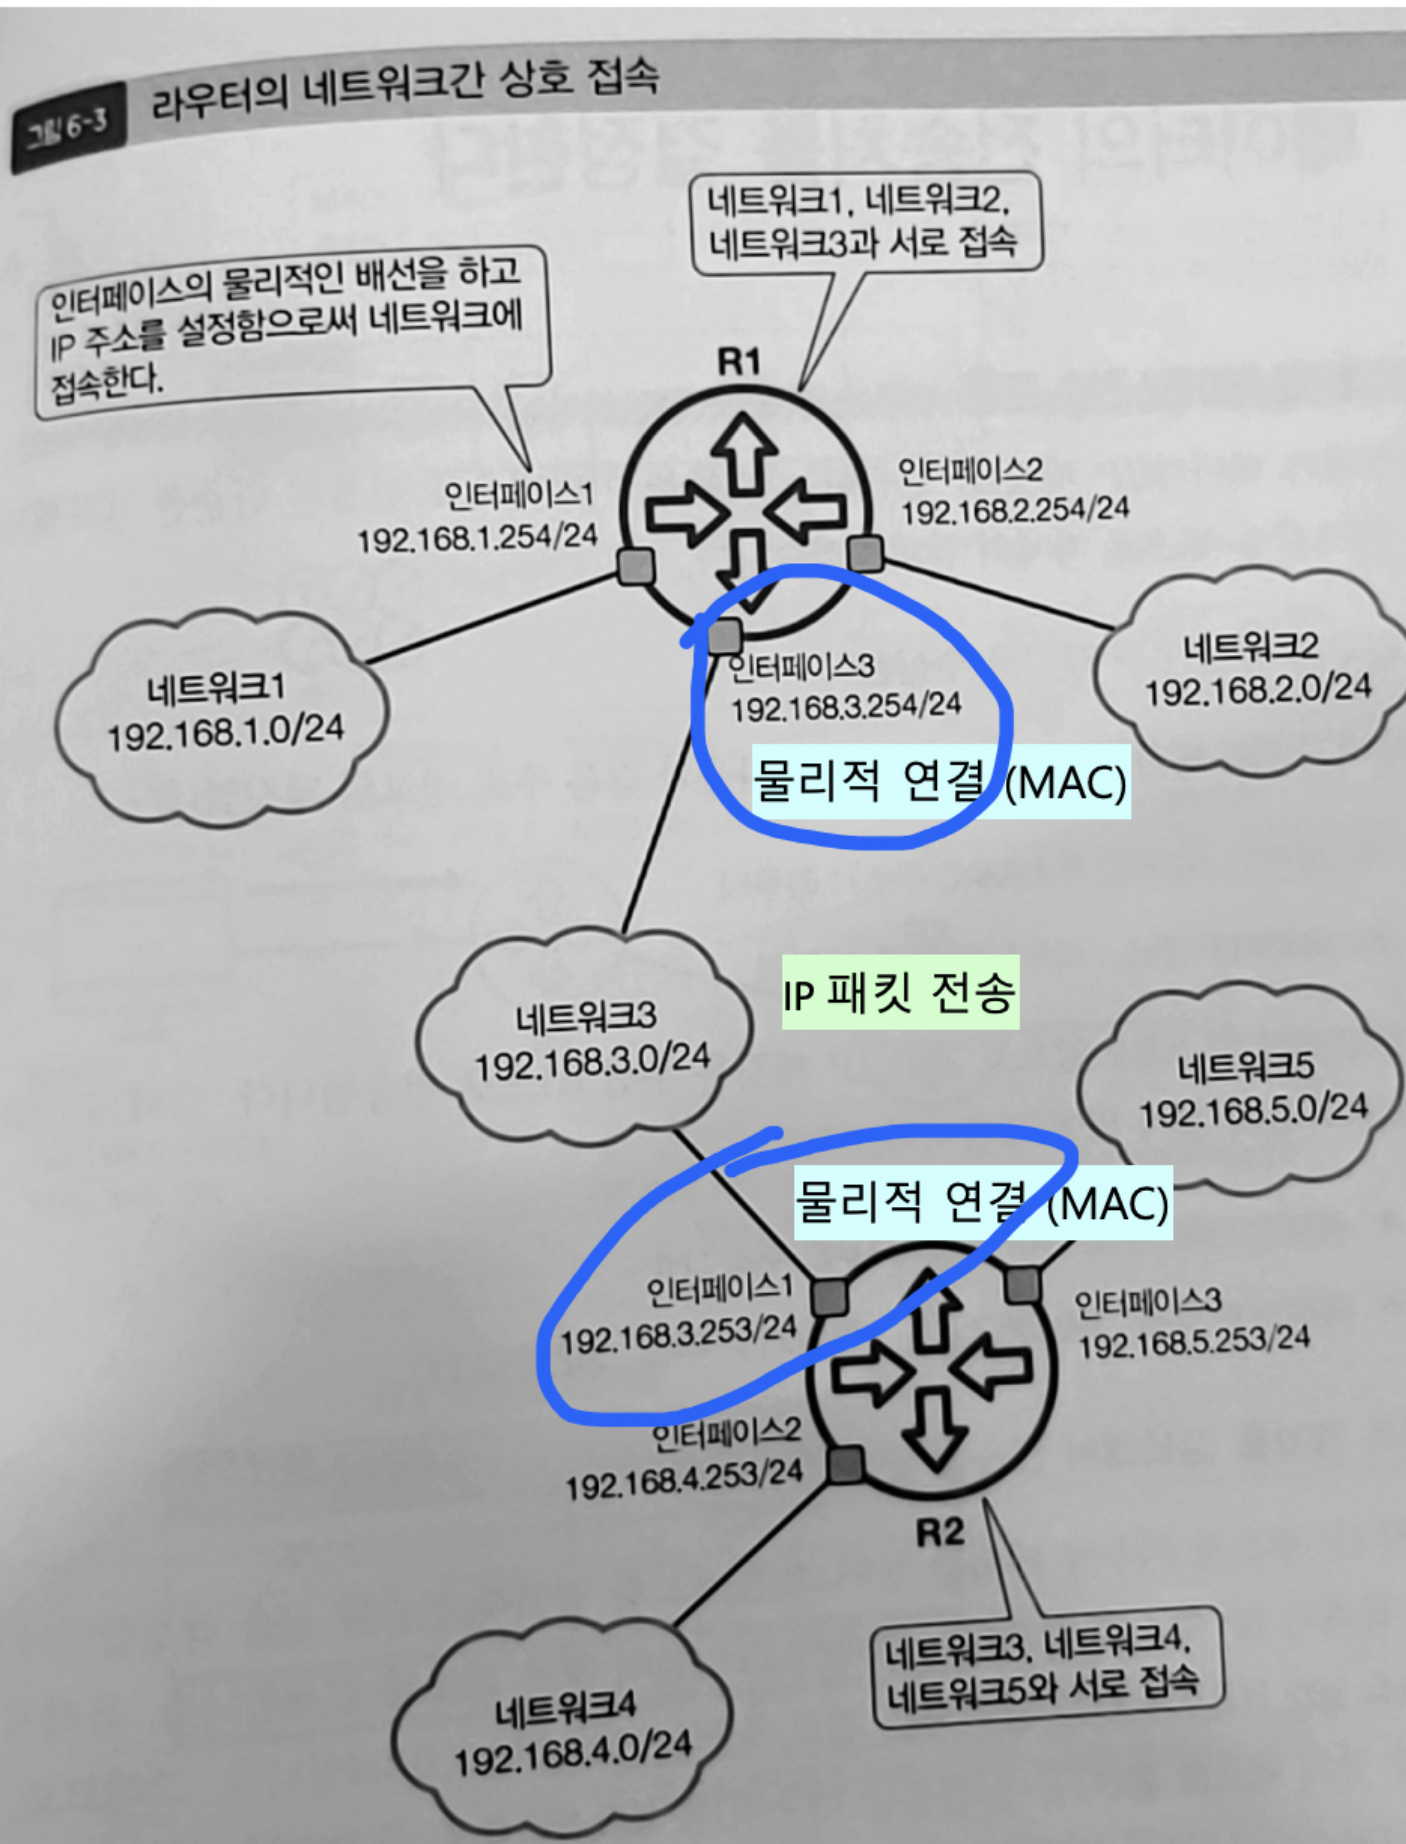 그림 6-3
라우터의 네트워크간 상호 접속
네트워크1, 네트워크2,
네트워크3과 서로 접속
인터페이스의 물리적인 배선을 하고
IP 주소를 설정함으로써 네트워크에
접속한다.
R1
인터페이스1
192.168.1.254/24
인터페이스2
192.168.2.254/24
인터페이스3
192.168.3.254/24
네트워크1
192.168.1.0/24
네트워크2
192.168.2.0/24
물리적 연결 (MAC)
IP 패킷 전송
네트워크3
192.168.3.0/24
네트워크5
192.168.5.0/24
물리적 연결 (MAC)
인터페이스1
192.168.3.253/24
인터페이스3
192.168.5.253/24
인터페이스2
192.168.4.253/24
R2
네트워크3, 네트워크4,
네트워크5와 서로 접속
네트워크4
192.168.4.0/24